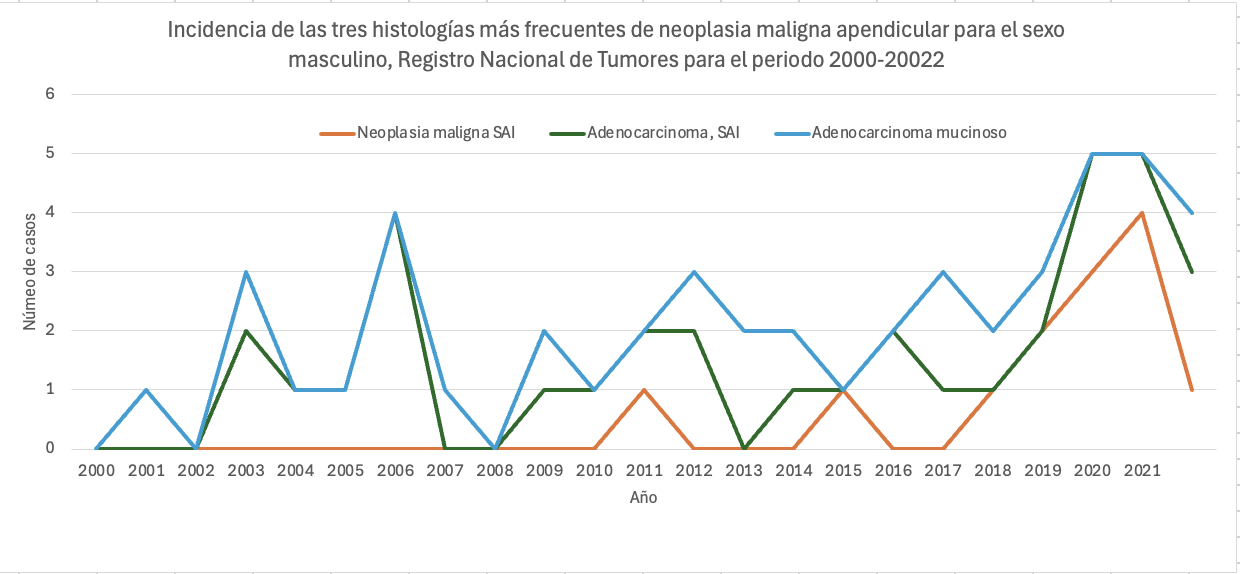 Incidencia de las tres histologías más frecuentes de neoplasia maligna apendicular para el sexo
masculino, Registro Nacional de Tumores para el periodo 2000-20022
6
Neoplasia maligna SAI Adenocarcinoma, SAI Adenocarcinoma mucinoso
5
4
3
2
1
0
Númeo de casos
2000 2001 2002 2003 2004 2005 2006 2007 2008 2009 2010 2011 2012 2013 2014 2015 2016 2017 2018 2019 2020 2021
Año